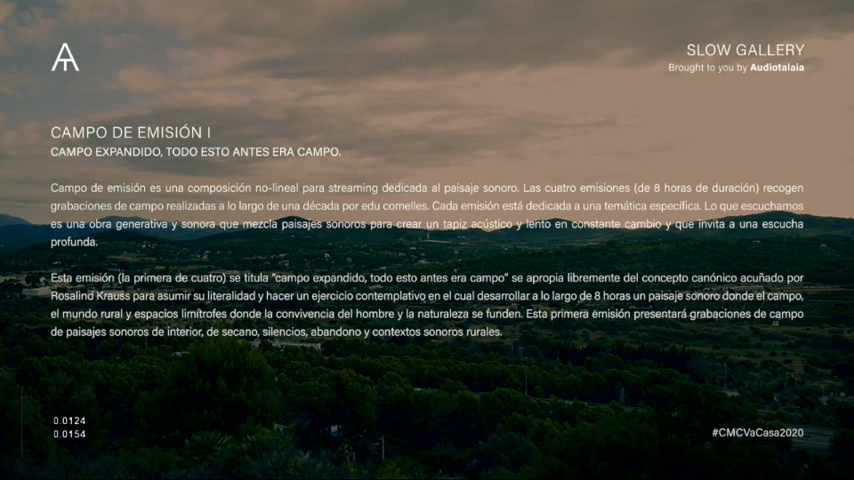 SLOW GALLERY
Brought to you by Audiotalaia
CAMPO DE EMISIÓN I
CAMPO EXPANDIDO, TODO ESTO ANTES ERA CAMPO.
Campo de emisión es una composición no-lineal para streaming dedicada al paisaje sonoro. Las cuatro emisiones (de 8 horas de duración) recogen
grabaciones de campo realizadas a lo largo de una década por edu comelles. Cada emisión está dedicada a una temática específica. Lo que escuchamos
es una obra generativa y sonora que mezcla paisajes sonoros para crear un tapiz acústico y lento en constante cambio y que invita a una escucha
profunda.
Esta emisión (la primera de cuatro) se titula "campo expandido, todo esto antes era campo" se apropia libremente del concepto canónico acuñado por
Rosalind Krauss para asumir su literalidad y hacer un ejercicio contemplativo en el cual desarrollar a lo largo de 8 horas un paisaje sonoro donde el campo,
el mundo rural y espacios limítrofes donde la convivencia del hombre y la naturaleza se funden. Esta primera emisión presentará grabaciones de campo
de paisajes sonoros de interior, de secano, silencios, abandono y contextos sonoros rurales.
0.0124
0.0154
#CMCVaCasa2020